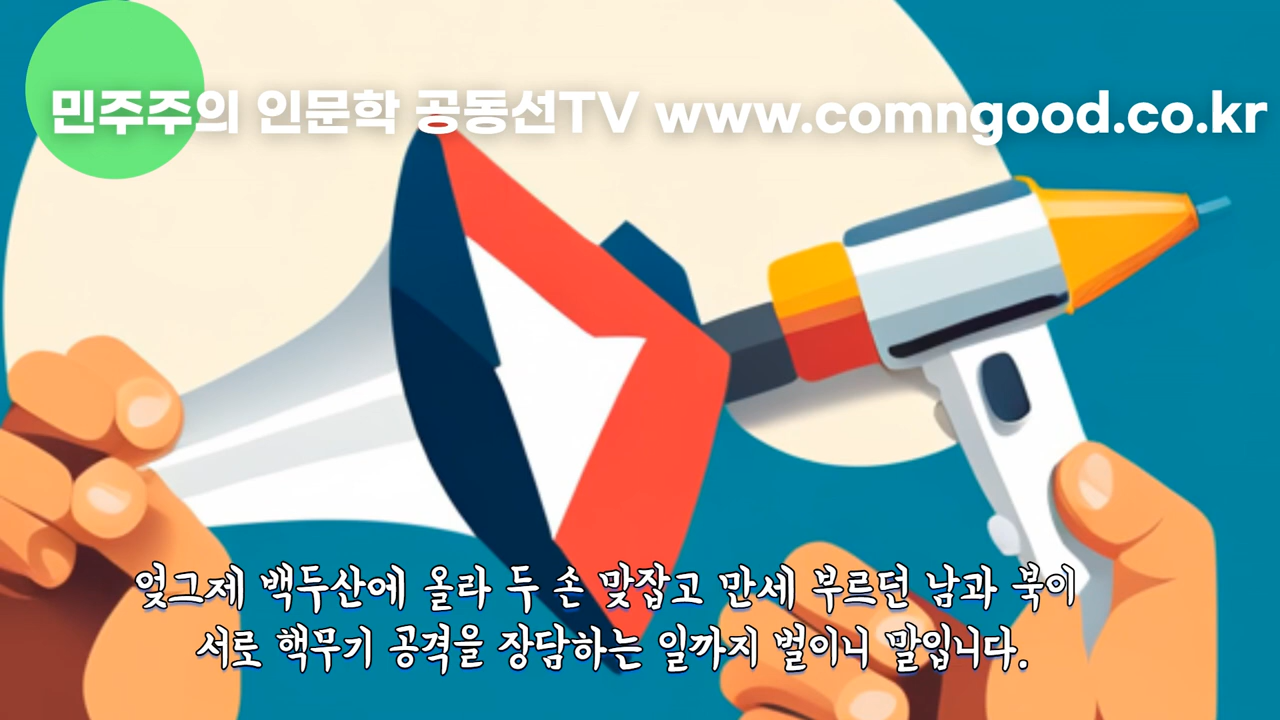 민주주의 인문학 공동선TV www.comngood.co.kr
엊그제 백두산에 올라 두 손 맞잡고 만세 부르던 남과 북이
서로 핵무기 공격을 장담하는 일까지 벌이니 말입니다.